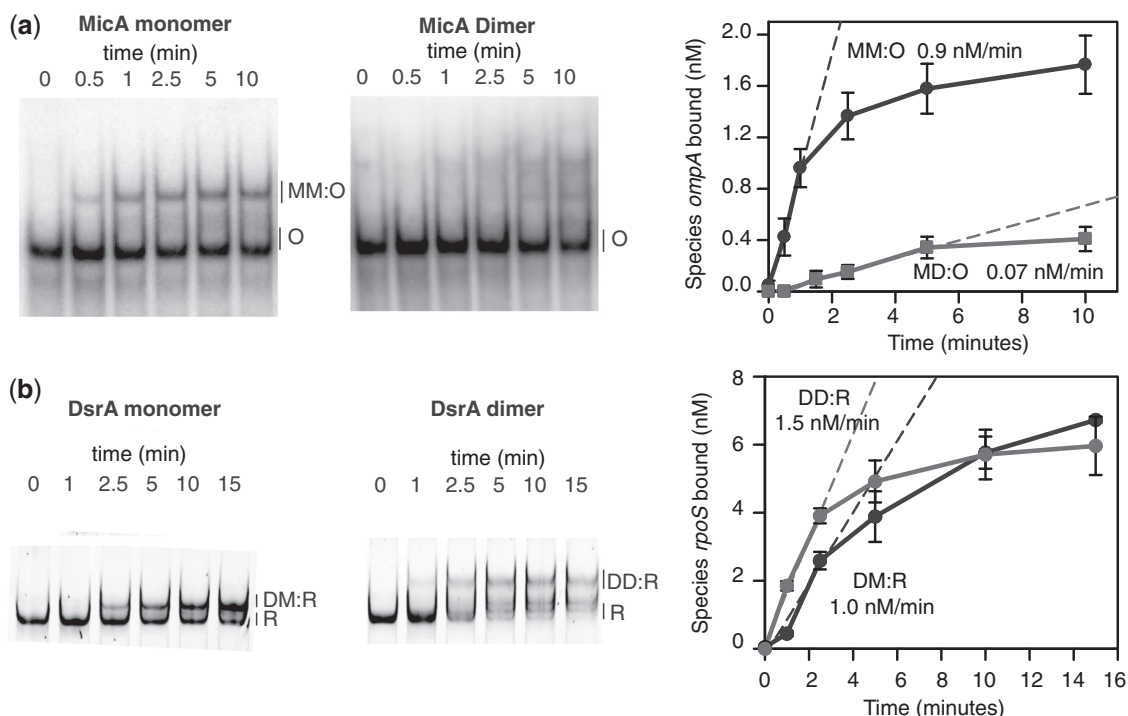 (a)
MicA monomer
time (min)
0 0.5 1 2.5 5 10
MM:O
O
MicA Dimer
time (min)
0 0.5 1 2.5 5 10
O
Species ompA bound (nM)
2.0
1.6
1.2
0.8
0.4
0.0
MM:O 0.9 nM/min
MD:O 0.07 nM/min
0 2 4 6 8 10
Time (minutes)
(b)
DsrA monomer
time (min)
0 1 2.5 5 10 15
DM:R
R
DsrA dimer
time (min)
0 1 2.5 5 10 15
DD:R
R
Species rpoS bound (nM)
8
6
4
2
0
DD:R
1.5 nM/min
DM:R
1.0 nM/min
0 2 4 6 8 10 12 14 16
Time (minutes)